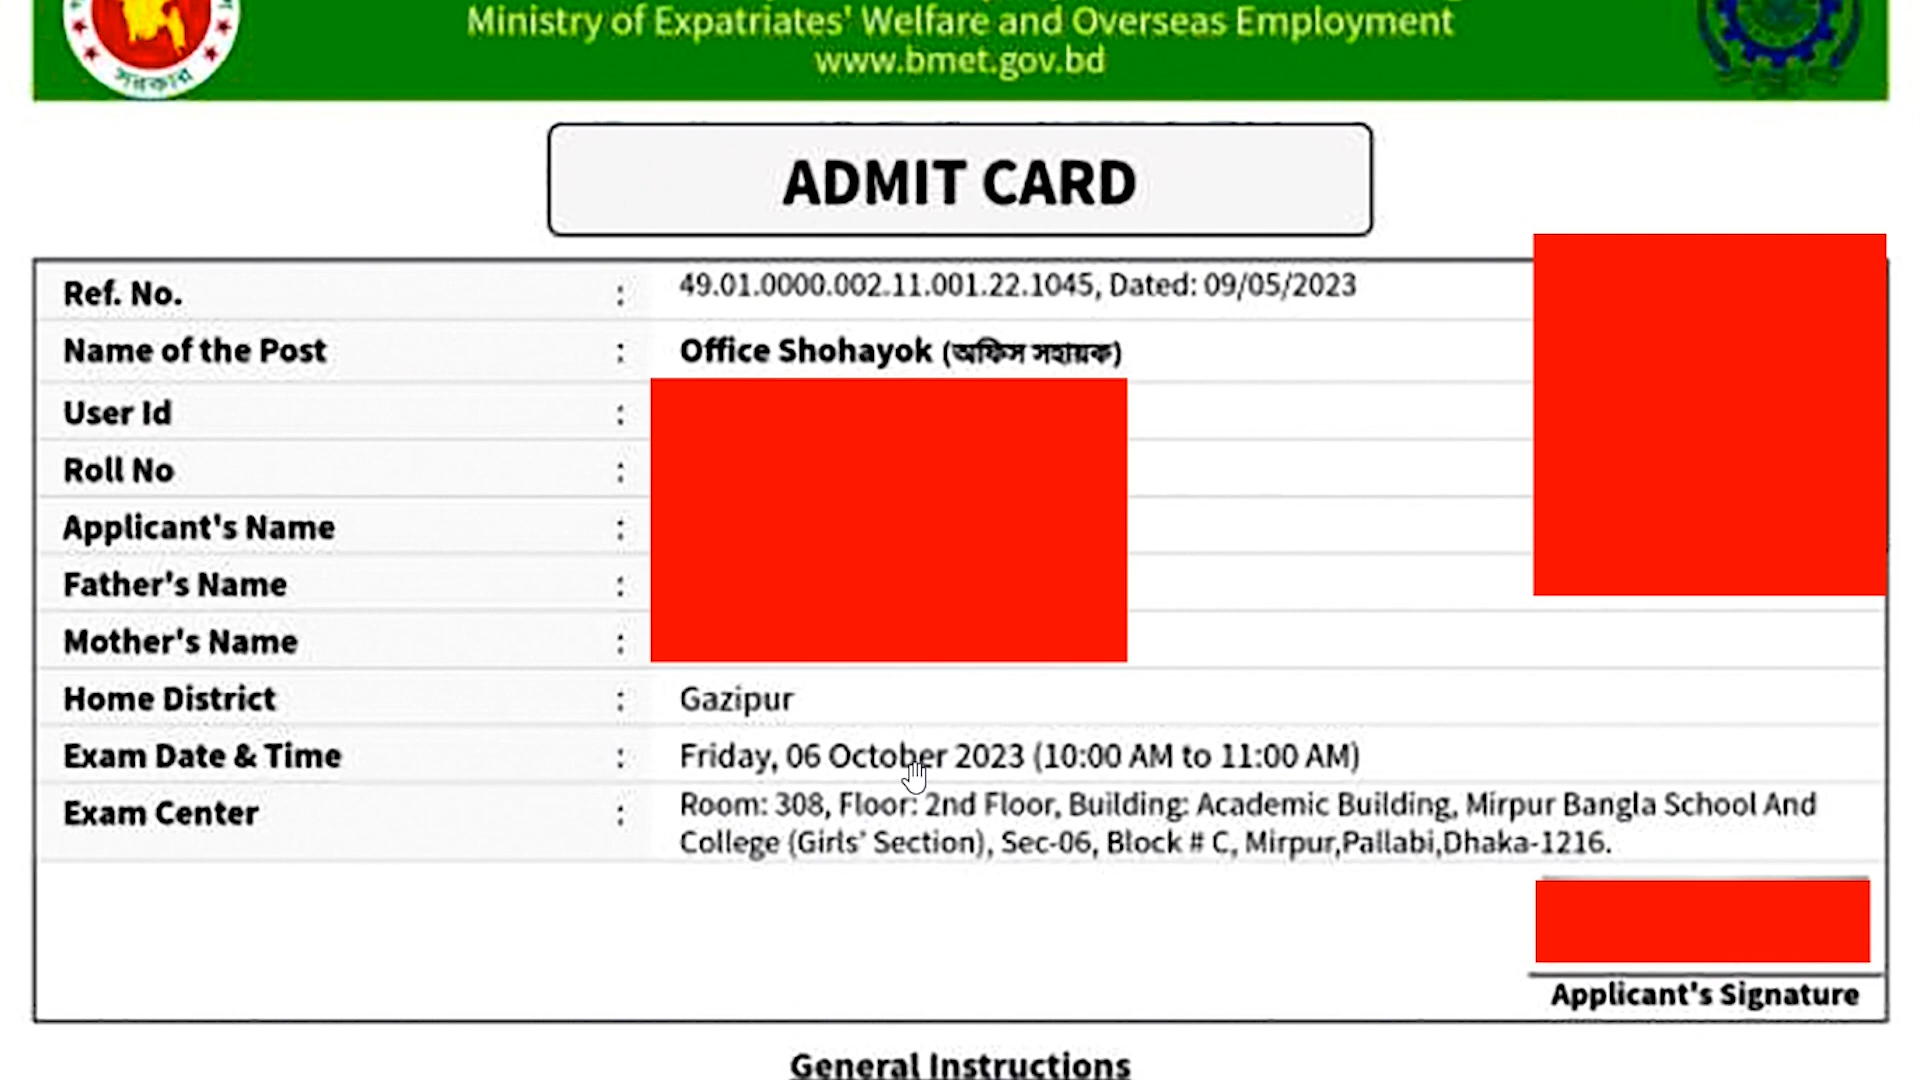 Ministry of Expatriates' Welfare and Overseas Employment
www.bmet.gov.bd
সরকার
ADMIT CARD
Ref. No. : 49.01.0000.002.11.001.22.1045, Dated: 09/05/2023
Name of the Post : Office Shohayok (অফিস সহায়ক)
User Id :
Roll No :
Applicant's Name :
Father's Name :
Mother's Name :
Home District : Gazipur
Exam Date & Time : Friday, 06 October 2023 (10:00 AM to 11:00 AM)
Exam Center : Room: 308, Floor: 2nd Floor, Building: Academic Building, Mirpur Bangla School And
College (Girls' Section), Sec-06, Block # C, Mirpur,Pallabi,Dhaka-1216.
Applicant's Signature
General Instructions